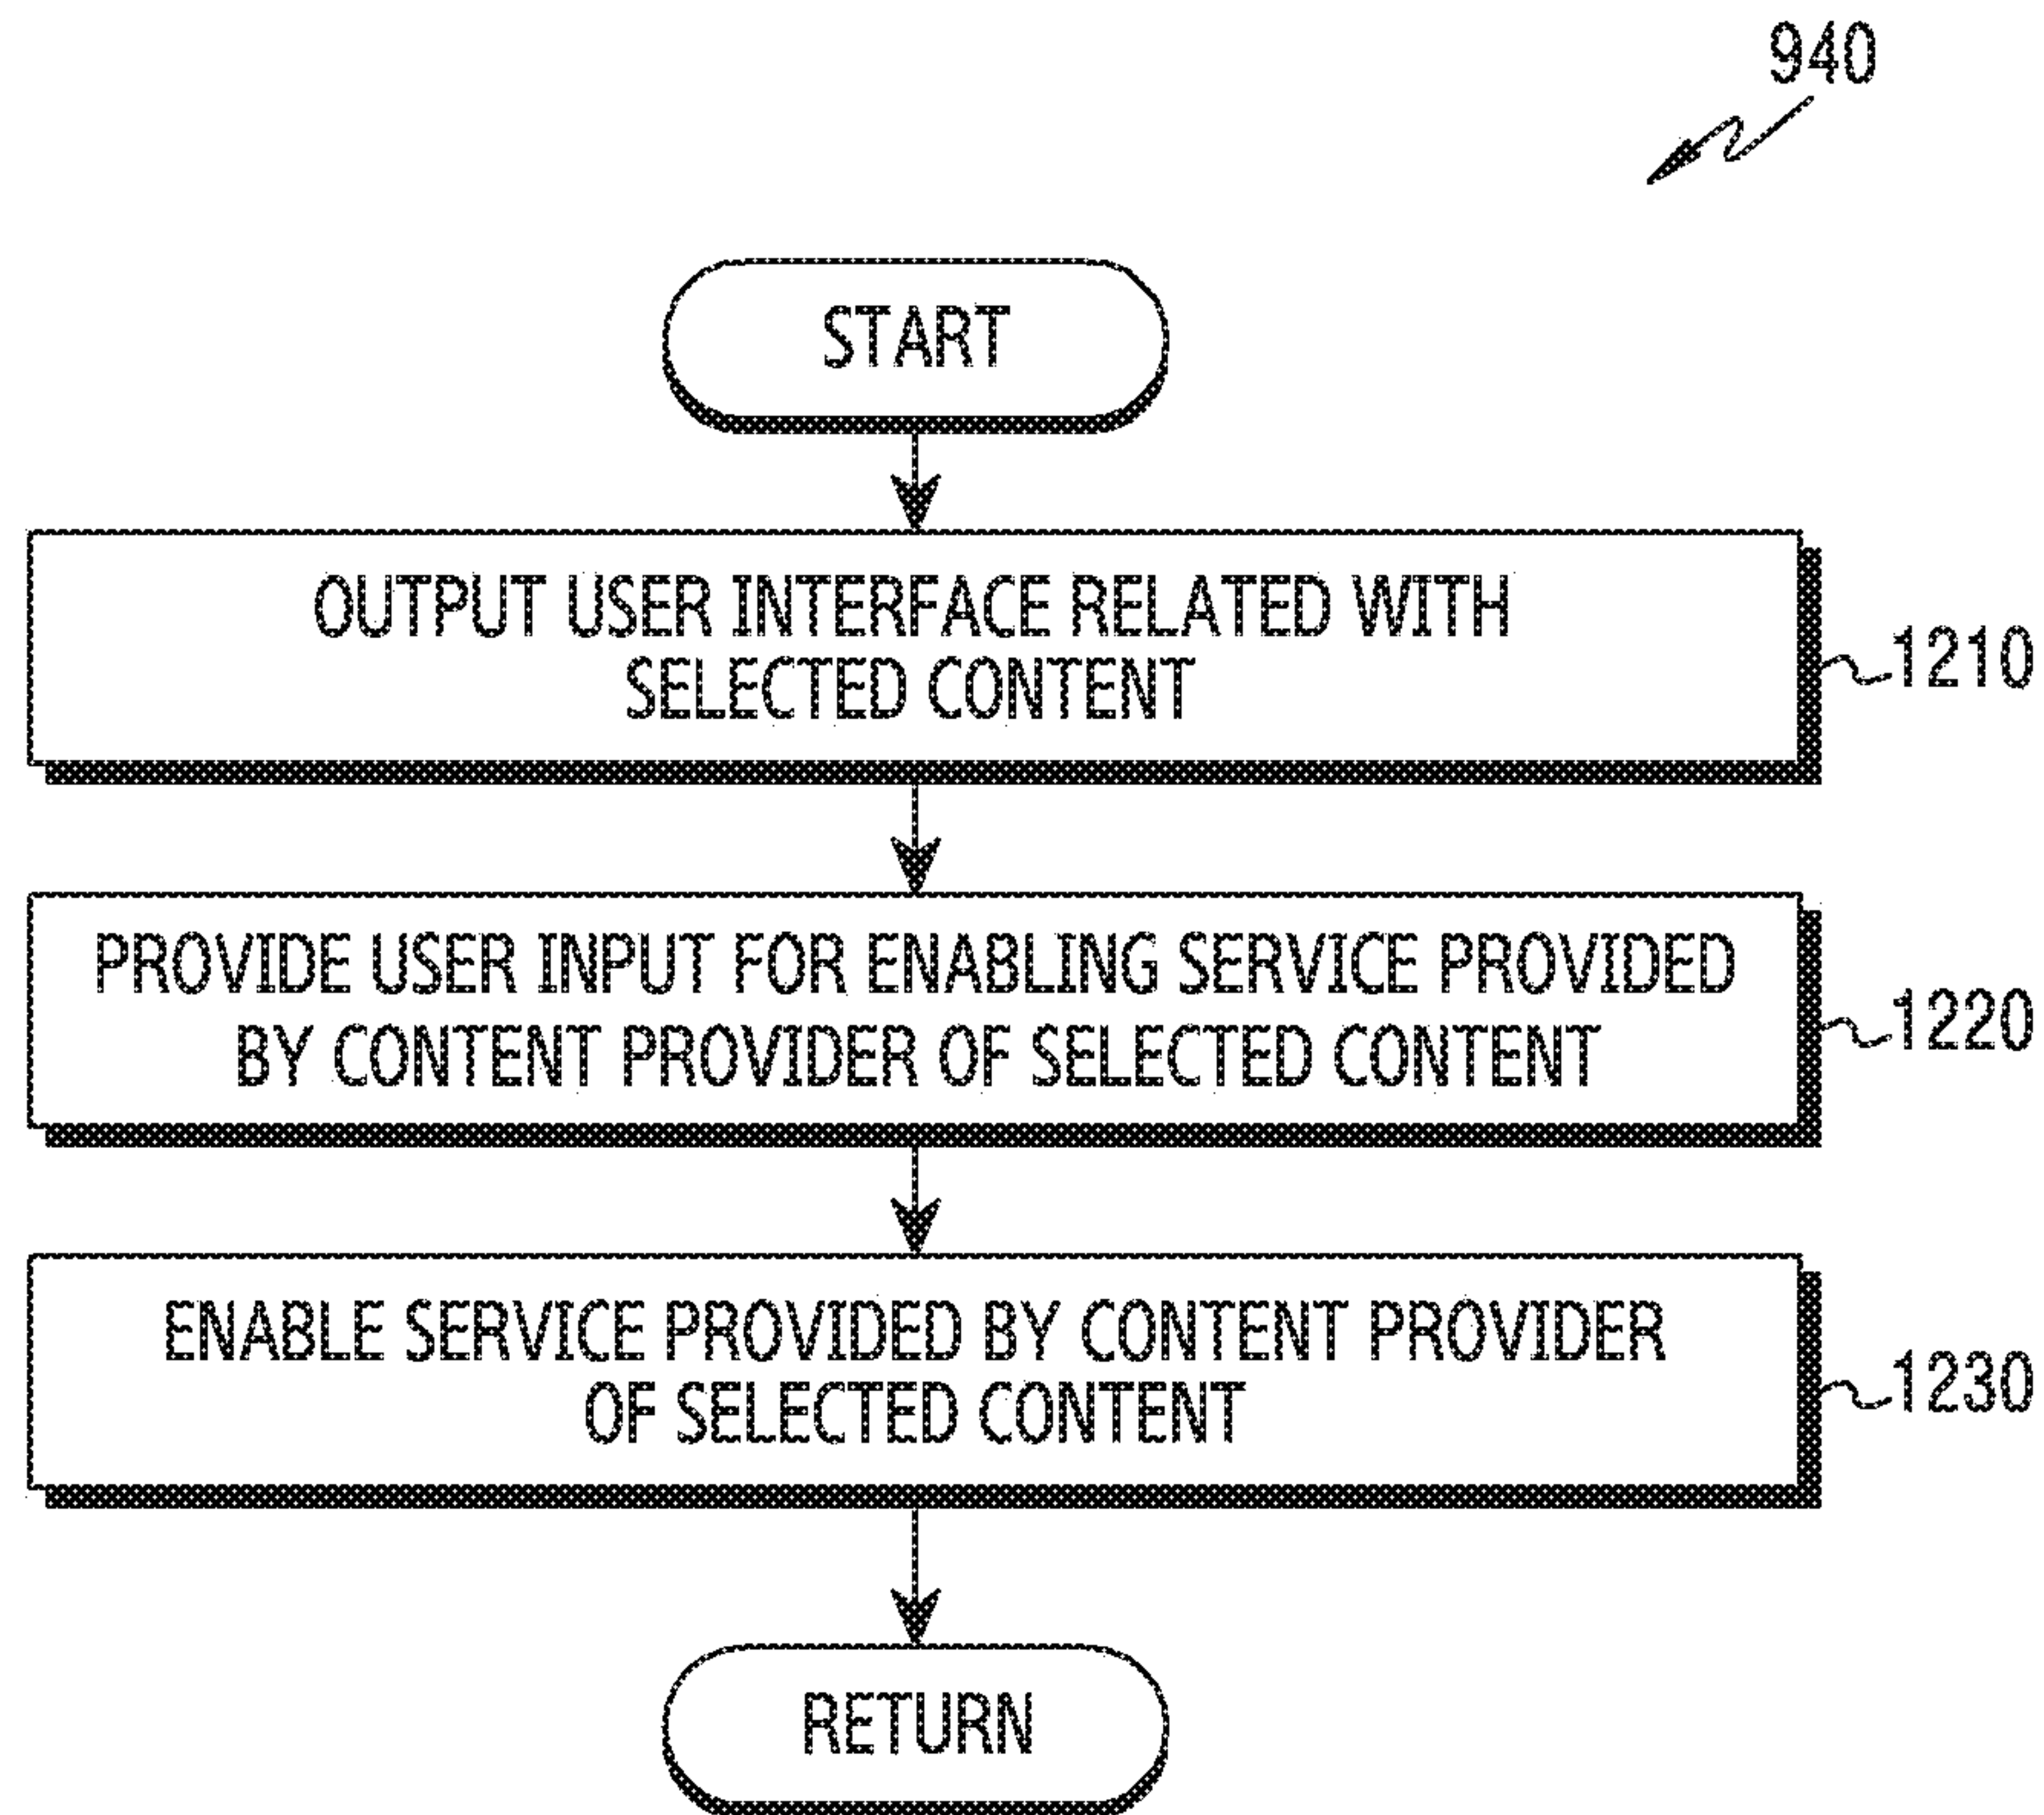 940
START
OUTPUT USER INTERFACE RELATED WITH
SELECTED CONTENT
1210
PROVIDE USER INPUT FOR ENABLING SERVICE PROVIDED
BY CONTENT PROVIDER OF SELECTED CONTENT
1220
ENABLE SERVICE PROVIDED BY CONTENT PROVIDER
OF SELECTED CONTENT
1230
RETURN